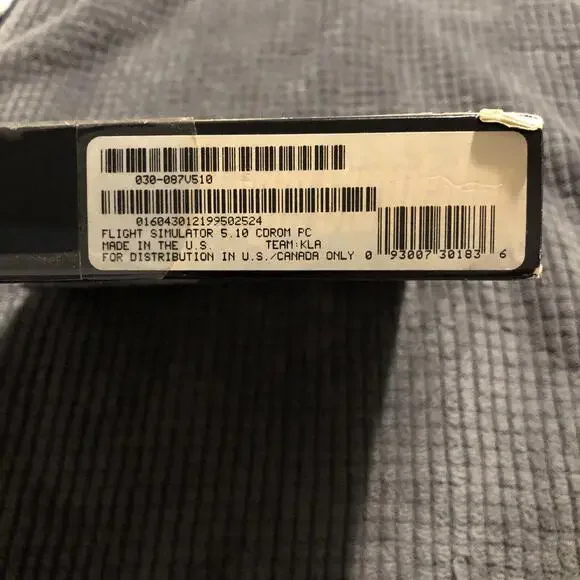 030-087V510
016043012199502524
FLIGHT SIMULATOR 5.10 CDROM PC
MADE IN THE U.S. TEAM:KLA
FOR DISTRIBUTION IN U.S./CANADA ONLY
0 93007 30183 6